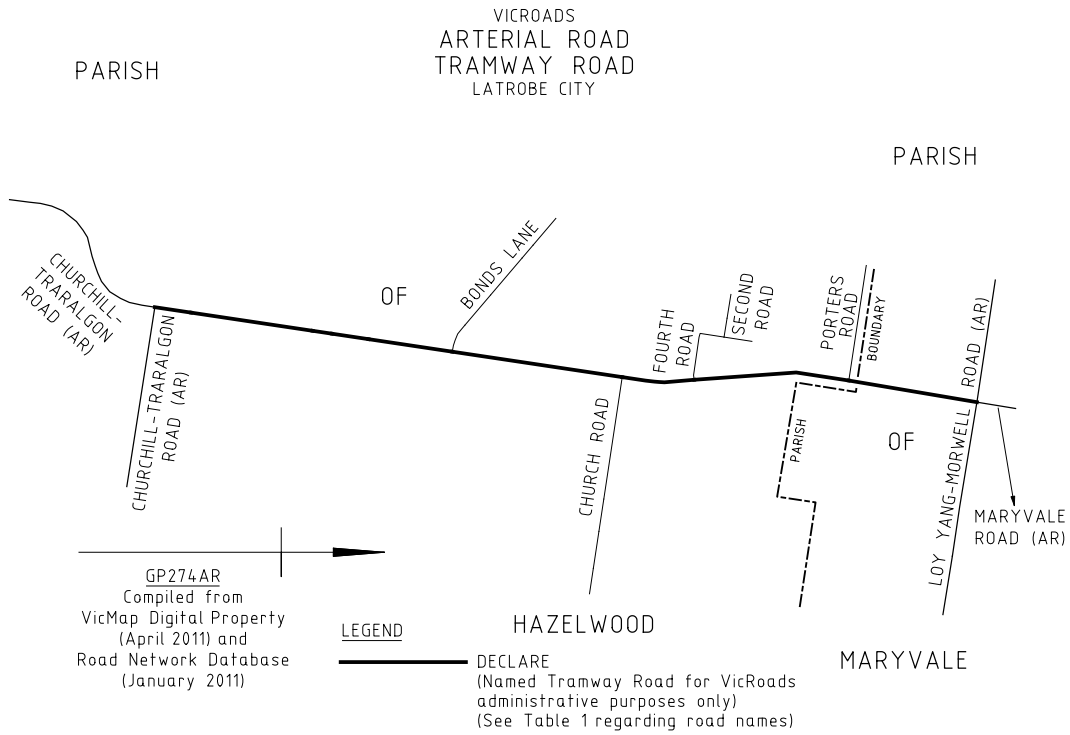 VICROADS
ARTERIAL ROAD
TRAMWAY ROAD
LATROBE CITY
PARISH
PARISH
CHURCHILL-
TRARALGON
ROAD (AR)
OF
BONDS LANE
FOURTH
ROAD
SECOND
ROAD
PORTERS
ROAD
BOUNDARY
ROAD (AR)
CHURCHILL-TRARALGON
ROAD (AR)
CHURCH ROAD
PARISH
OF
LOY YANG-MORWELL
MARYVALE
ROAD (AR)
GP274AR
Compiled from
VicMap Digital Property
(April 2011) and
Road Network Database
(January 2011)
LEGEND
HAZELWOOD
MARYVALE
DECLARE
(Named Tramway Road for VicRoads
administrative purposes only)
(See Table 1 regarding road names)